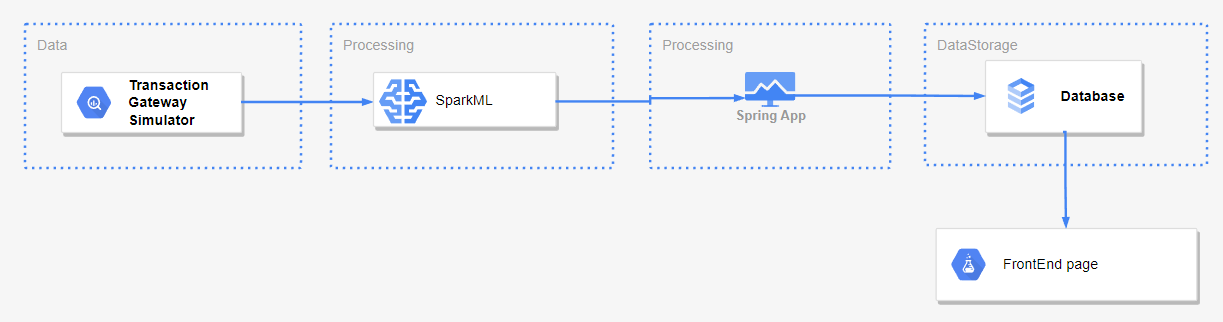 Data
Transaction
Gateway
Simulator
Processing
SparkML
Processing
Spring App
DataStorage
Database
FrontEnd page